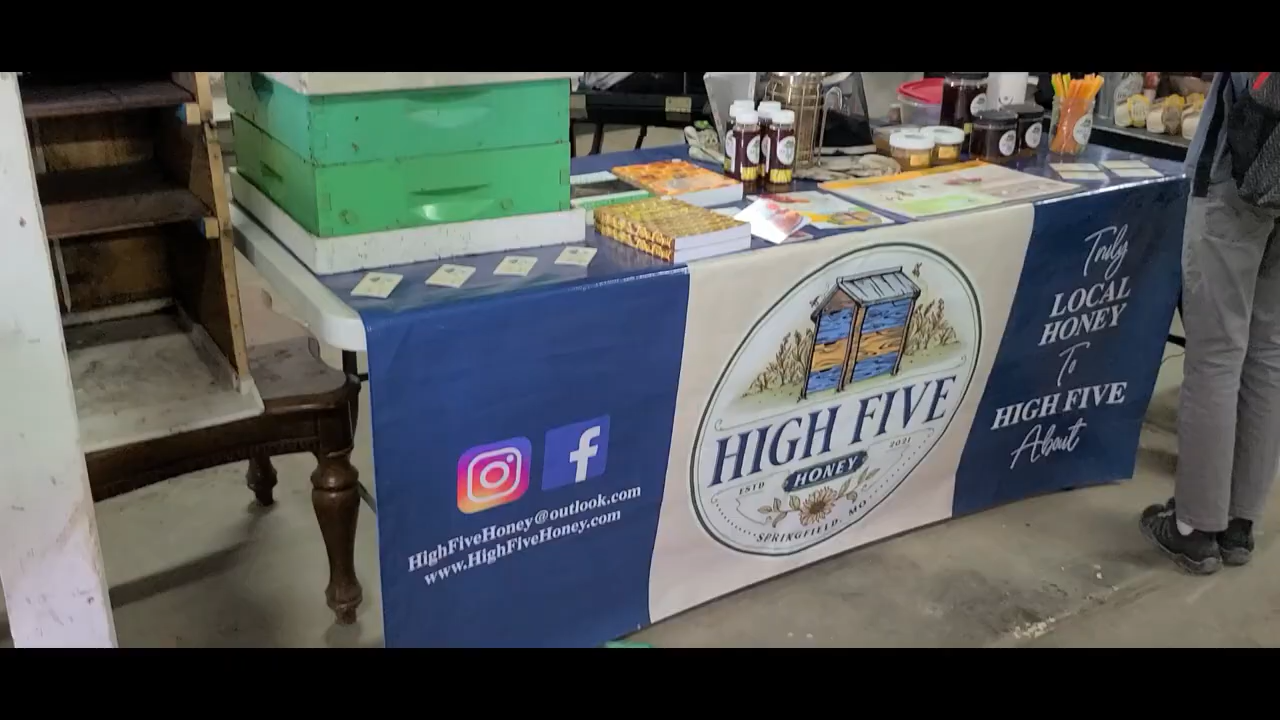 HighFiveHoney@outlook.com
www.HighFiveHoney.com
HIGH FIVE
ESTD
2021
HONEY
SPRINGFIELD, MO
Truly
LOCAL
HONEY
To
HIGH FIVE
About